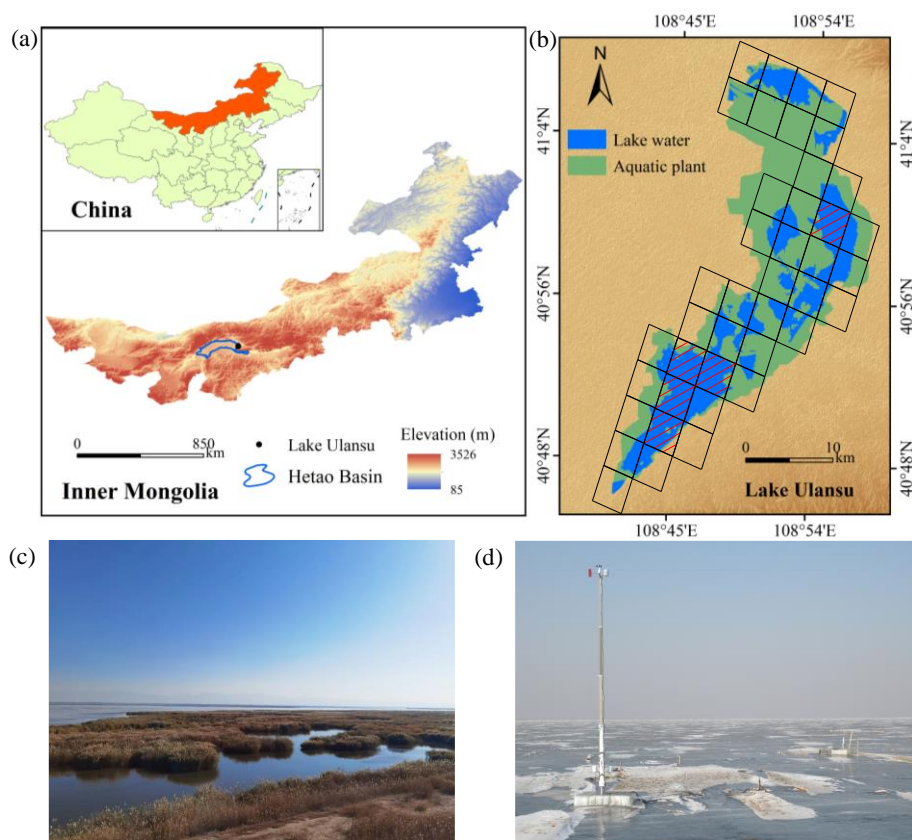 (a)
China
0 850
km
Inner Mongolia
Lake Ulansu
Hetao Basin
Elevation (m)
3526
85
(b)
108°45'E 108°54'E
N
Lake water
Aquatic plant
41°4'N
41°4'N
40°56'N
40°56'N
40°48'N
40°48'N
0 10
km
Lake Ulansu
108°45'E 108°54'E
(c)
(d)